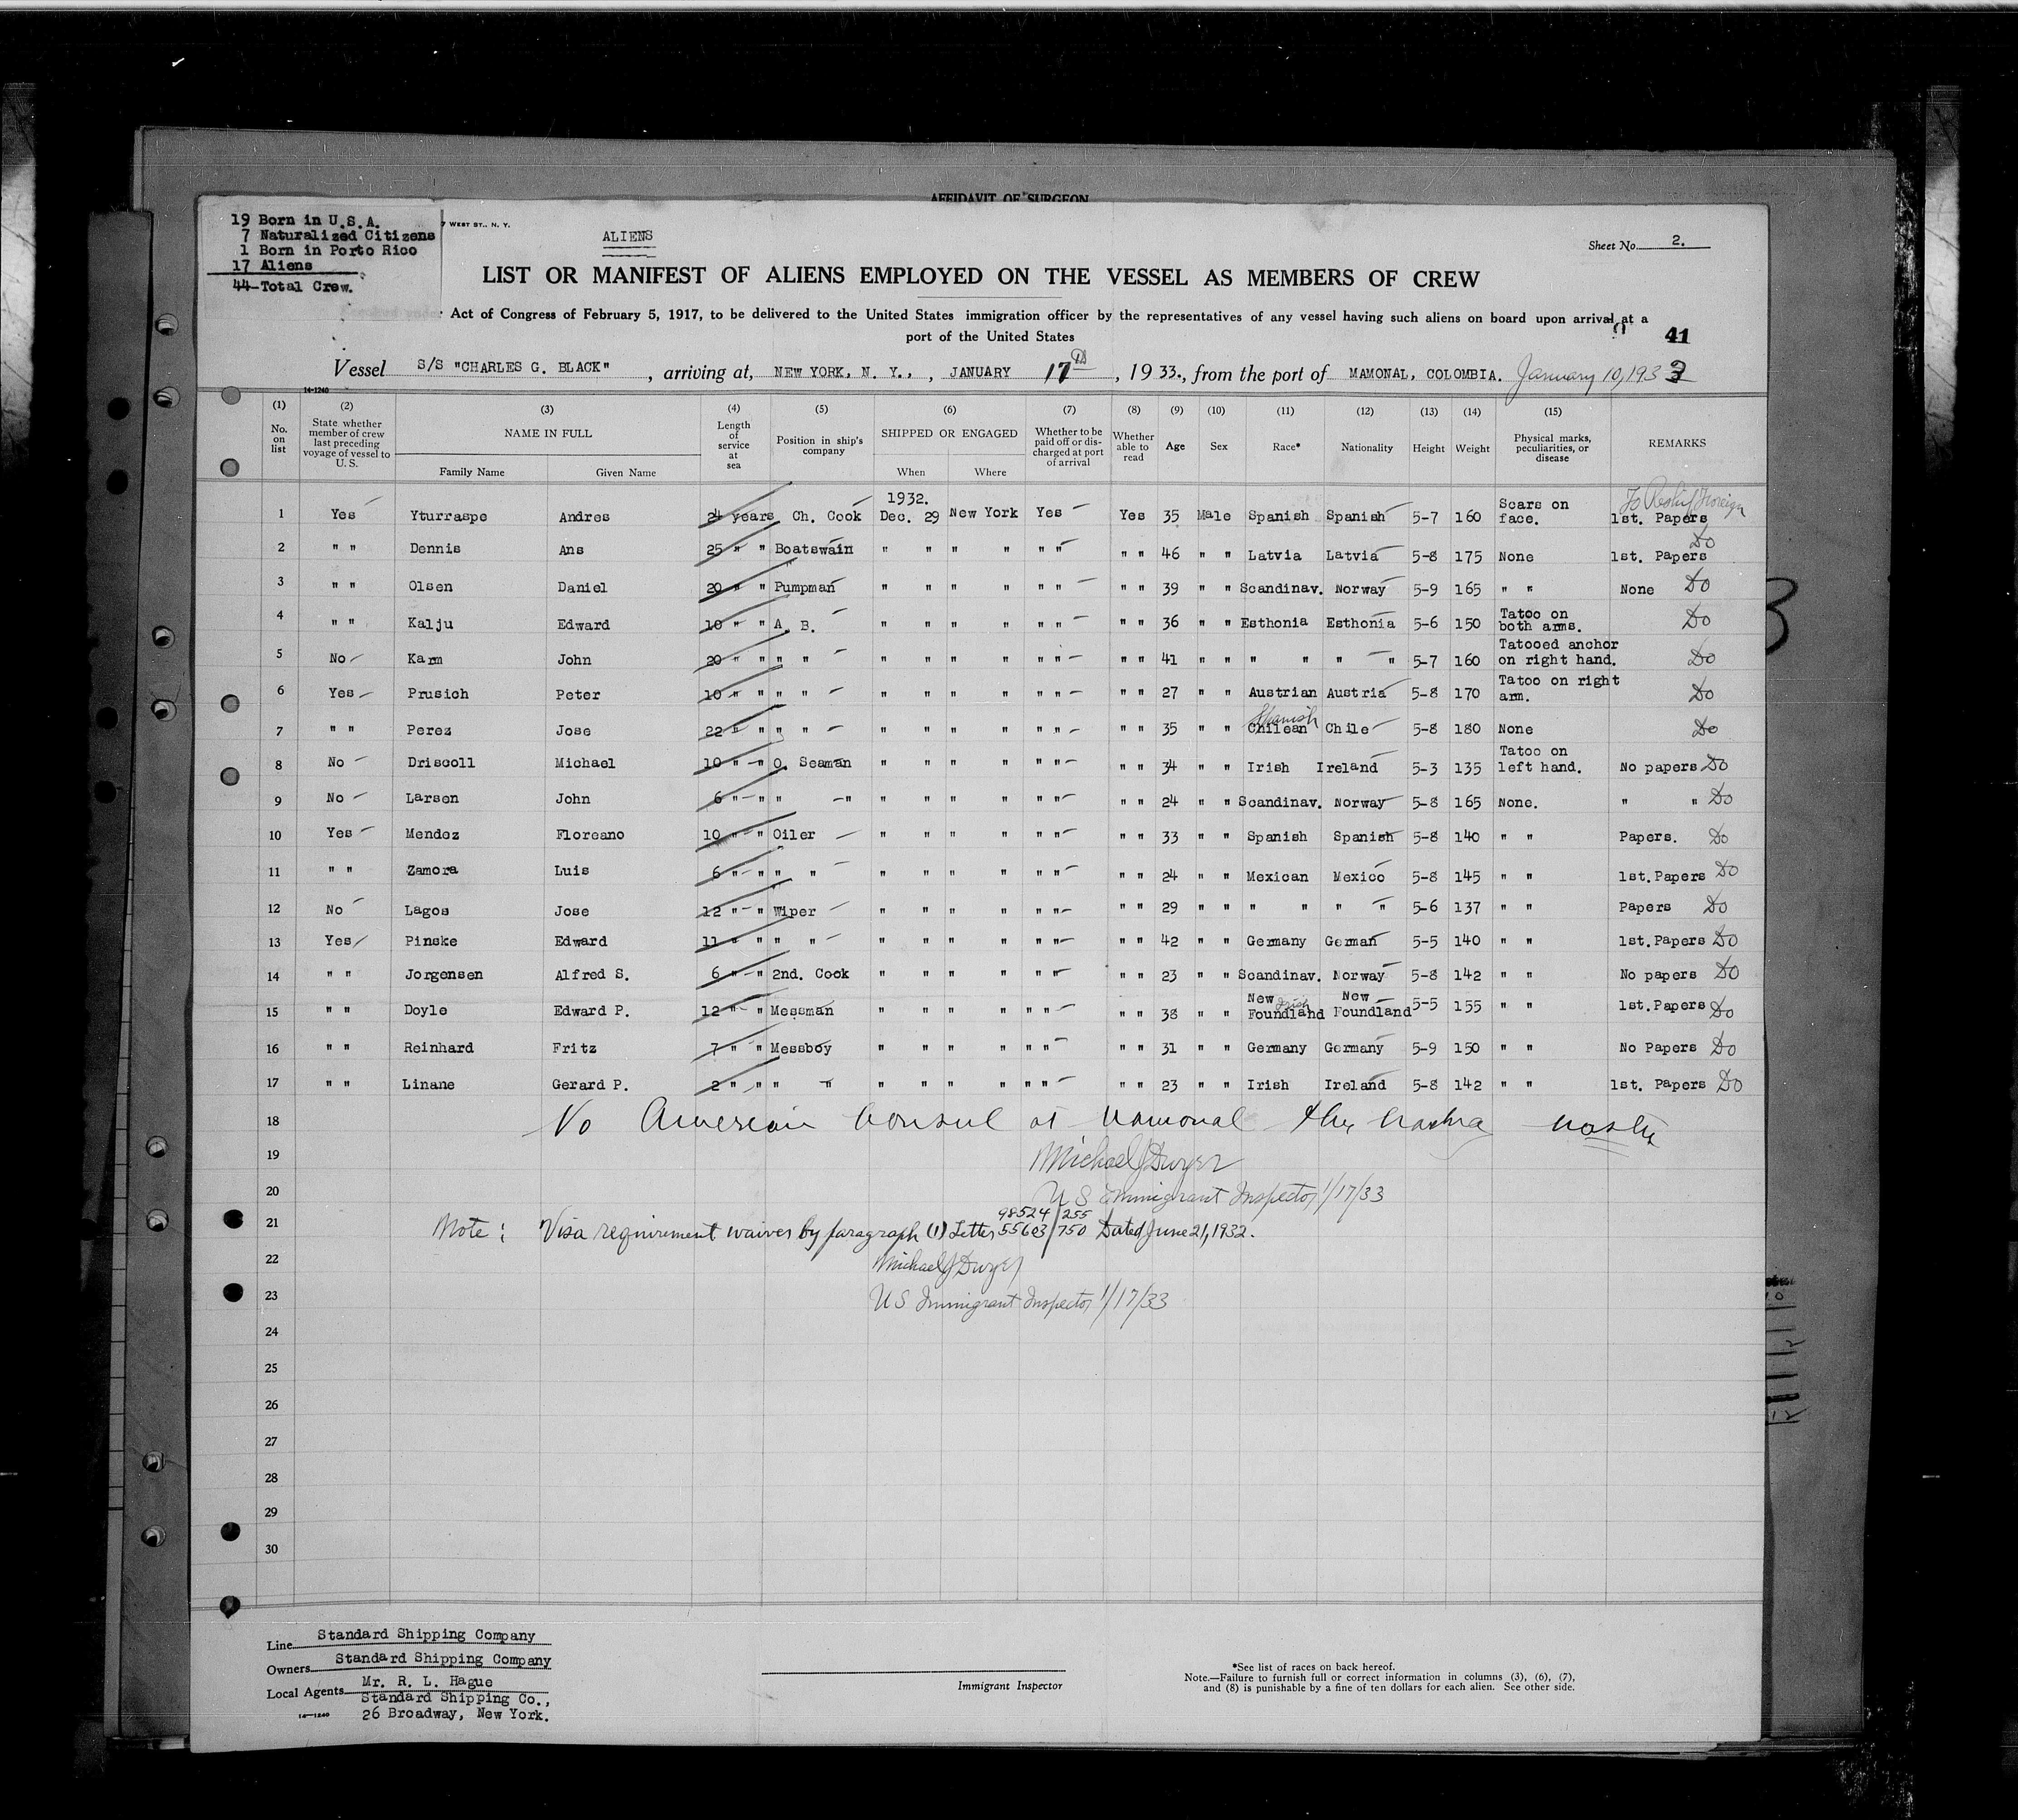 AFFIDAVIT OF SURGEON
19 Born in U.S.A.
7 Naturalized Citizens
1 Born in Porto Rico
17 Aliens
44-Total Crew.
7 WEST ST., N. Y.
ALIENS
Sheet No. 2.
LIST OR MANIFEST OF ALIENS EMPLOYED ON THE VESSEL AS MEMBERS OF CREW
Act of Congress of February 5, 1917, to be delivered to the United States immigration officer by the representatives of any vessel having such aliens on board upon arrival at a
port of the United States
41
Vessel S/S "CHARLES G. BLACK", arriving at, NEW YORK, N. Y., , JANUARY 17th, 1933., from the port of MAMONAL, COLOMBIA. January 10, 1933
14-1240
(1) (2) (3) (4) (5) (6) (7) (8) (9) (10) (11) (12) (13) (14) (15)
No. on list State whether member of crew last preceding voyage of vessel to U. S. NAME IN FULL Length of service at sea Position in ship's company SHIPPED OR ENGAGED Whether to be paid off or discharged at port of arrival Whether able to read Age Sex Race* Nationality Height Weight Physical marks, peculiarities, or disease REMARKS
Family Name Given Name When Where
1 Yes Yturraspe Andres 24 years Ch. Cook 1932. Dec. 29 New York Yes Yes 35 Male Spanish Spanish 5-7 160 Scars on face. 1st. Papers To Reship Foreign
2 " " Dennis Ans 25 " " Boatswain " " " " " " " " 46 " " Latvia Latvia 5-8 175 None 1st. Papers Do
3 " " Olsen Daniel 20 " " Pumpman " " " " " " " " 39 " " Scandinav. Norway 5-9 165 " " None Do
4 " " Kalju Edward 10 " " A. B. " " " " " " " " 36 " " Esthonia Esthonia 5-6 150 Tatoo on both arms. Do
5 No Karm John 20 " " " " " " " " " " " " 41 " " " " " " 5-7 160 Tatooed anchor on right hand. Do
6 Yes Prusich Peter 10 " " " " " " " " " " " " 27 " " Austrian Austria 5-8 170 Tatoo on right arm. Do
7 " " Perez Jose 22 " " " " " " " " " " " " 35 " " Chilean Spanish Chile 5-8 180 None Do
8 No Driscoll Michael 10 " " O. Seaman " " " " " " " " 34 " " Irish Ireland 5-3 135 Tatoo on left hand. No papers Do
9 No Larsen John 6 " " " " " " " " " " " " 24 " " Scandinav. Norway 5-8 165 None. " " Do
10 Yes Mendez Floreano 10 " " Oiler " " " " " " " " 33 " " Spanish Spanish 5-8 140 " " Papers. Do
11 " " Zamora Luis 6 " " " " " " " " " " " " 24 " " Mexican Mexico 5-8 145 " " 1st. Papers Do
12 No Lagos Jose 12 " " Wiper " " " " " " " " 29 " " " " " " 5-6 137 " " Papers Do
13 Yes Pinske Edward 11 " " " " " " " " " " " " 42 " " Germany German 5-5 140 " " 1st. Papers Do
14 " " Jorgensen Alfred S. 6 " " 2nd. Cook " " " " " " " " 23 " " Scandinav. Norway 5-8 142 " " No papers Do
15 " " Doyle Edward P. 12 " " Messman " " " " " " " " 38 " " New Foundland Irish New Foundland 5-5 155 " " 1st. Papers Do
16 " " Reinhard Fritz 7 " " Messboy " " " " " " " " 31 " " Germany Germany 5-9 150 " " No Papers Do
17 " " Linane Gerard P. 2 " " " " " " " " " " " " 23 " " Irish Ireland 5-8 142 " " 1st. Papers Do
18 No American Consul at Mamonal
19 Michael J Dwyer
20 U S Immigrant Inspector 1/17/33
21 Note: Visa requirement waives by paragraph (1) Letter 98524/255 55603/750 Dated June 21, 1932.
22 Michael J Dwyer
23 U S Immigrant Inspector 1/17/33
24
25
26
27
28
29
30
Line Standard Shipping Company
Owners Standard Shipping Company
Local Agents Mr. R. L. Hague
Standard Shipping Co.,
14-1240 26 Broadway, New York.
Immigrant Inspector
*See list of races on back hereof.
Note.—Failure to furnish full or correct information in columns (3), (6), (7),
and (8) is punishable by a fine of ten dollars for each alien. See other side.